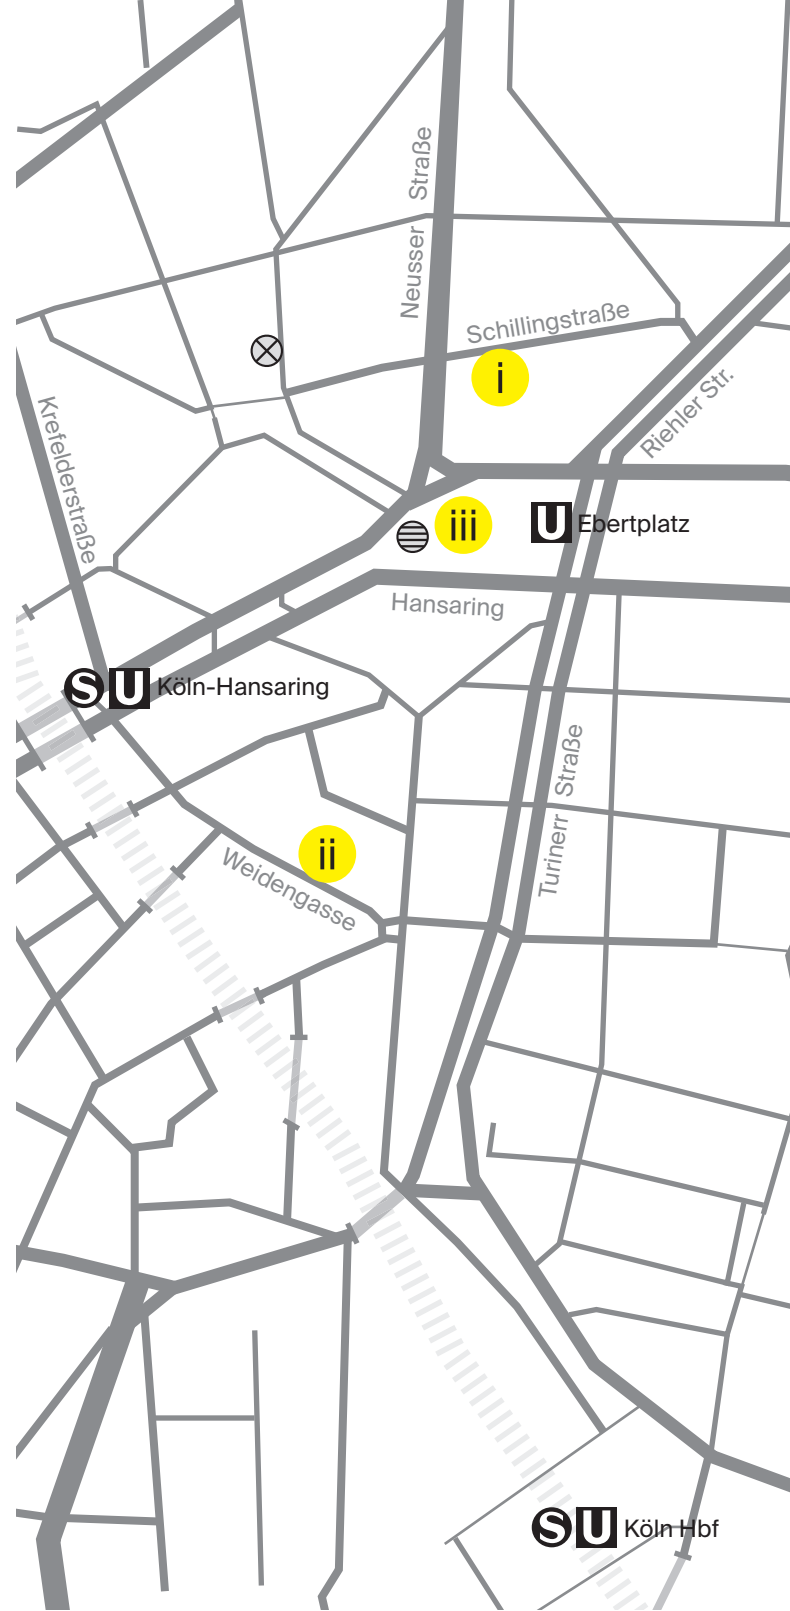 Neusser Straße
Schillingstraße
i
Riehler Str.
Krefelderstraße
iii
U Ebertplatz
Hansaring
S U Köln-Hansaring
Turinerr Straße
ii
Weidengasse
S U Köln Hbf